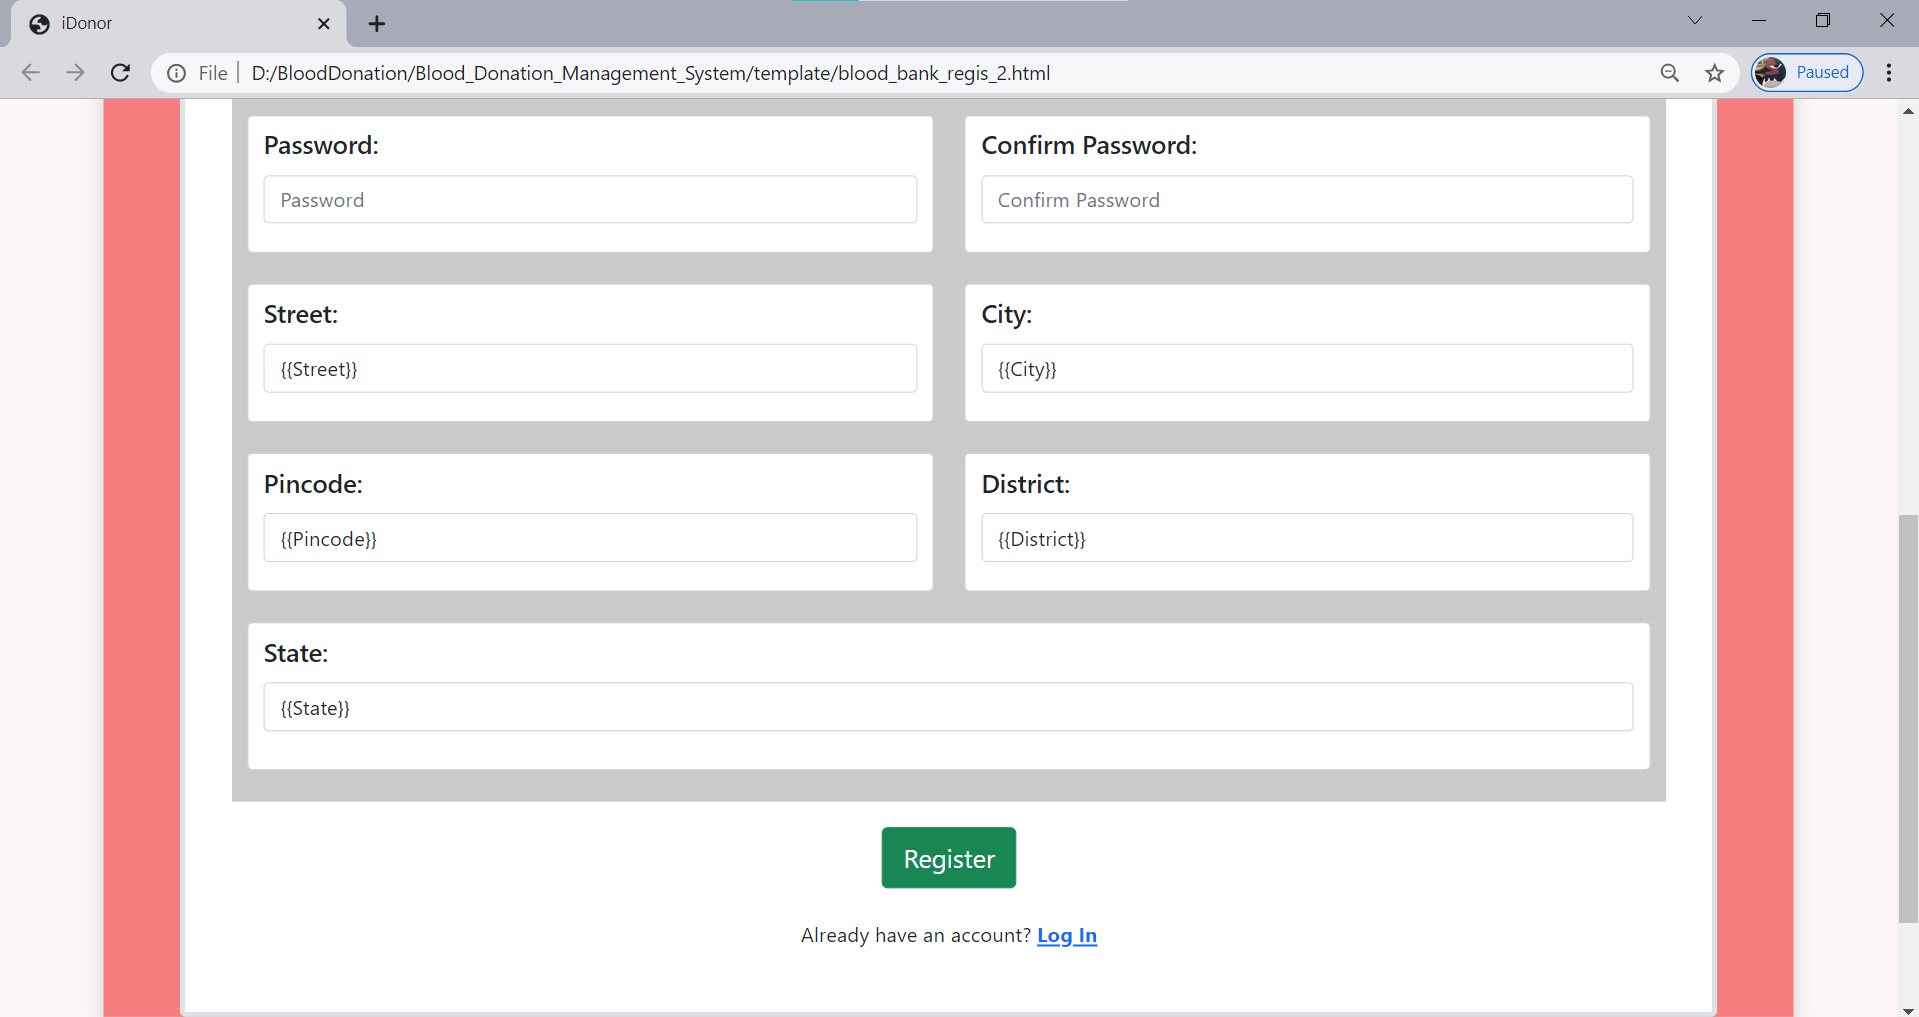 iDonor
File D:/BloodDonation/Blood_Donation_Management_System/template/blood_bank_regis_2.html
Paused
Password: Confirm Password:
Password Confirm Password
Street: City:
{{Street}} {{City}}
Pincode: District:
{{Pincode}} {{District}}
State:
{{State}}
Register
Already have an account? Log In